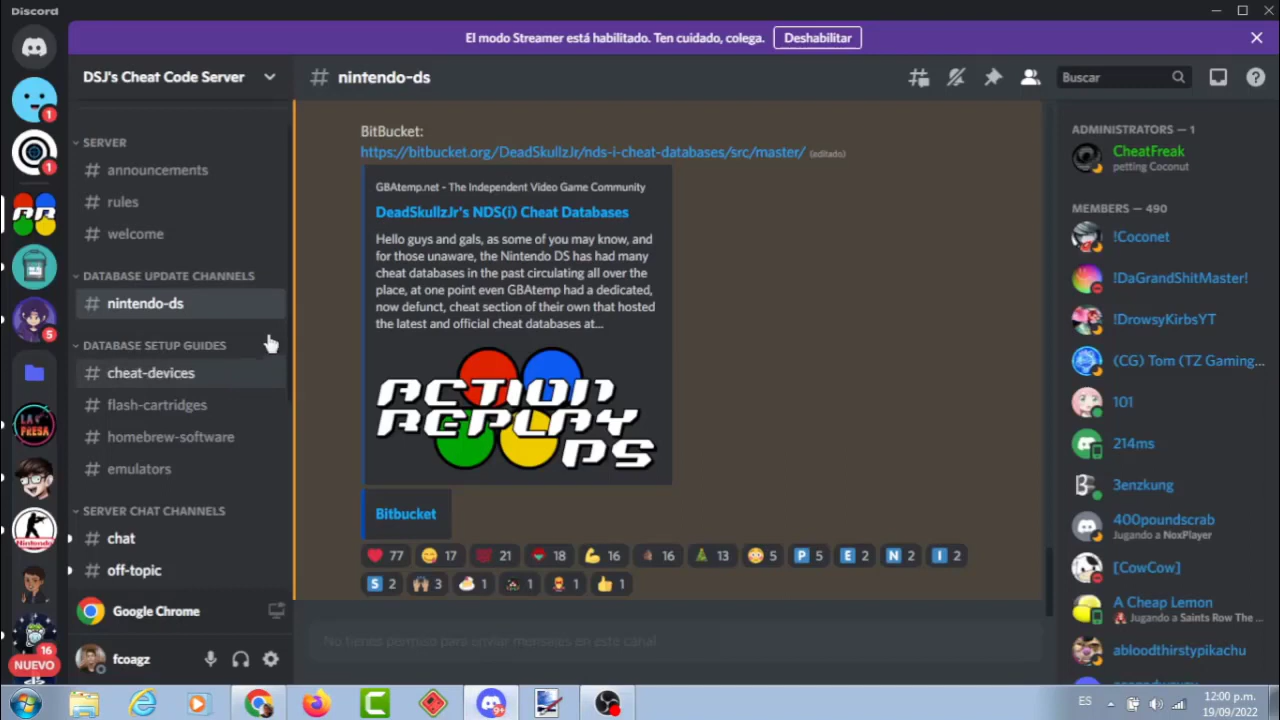 Discord
El modo Streamer está habilitado. Ten cuidado, colega. Deshabilitar
DSJ's Cheat Code Server
SERVER
announcements
rules
welcome
DATABASE UPDATE CHANNELS
nintendo-ds
DATABASE SETUP GUIDES
cheat-devices
flash-cartridges
homebrew-software
emulators
SERVER CHAT CHANNELS
chat
off-topic
Google Chrome
fcoagz
1
1
5
LA PRESA
Nintendo
16
NUEVO
# nintendo-ds
Buscar
BitBucket:
https://bitbucket.org/DeadSkullzJr/nds-i-cheat-databases/src/master/ (editado)
GBAtemp.net - The Independent Video Game Community
DeadSkullzJr's NDS(i) Cheat Databases
Hello guys and gals, as some of you may know, and
for those unaware, the Nintendo DS has had many
cheat databases in the past circulating all over the
place, at one point even GBAtemp had a dedicated,
now defunct, cheat section of their own that hosted
the latest and official cheat databases at...
ACTION
REPLAY
DS
Bitbucket
77 17 21 18 16 16 13 5 P 5 E 2 N 2 I 2
S 2 3 1 1 1 1
No tienes permiso para enviar mensajes en este canal
ADMINISTRATORS — 1
CheatFreak
petting Coconut
MEMBERS — 490
!Coconet
!DaGrandShitMaster!
!DrowsyKirbsYT
(CG) Tom (TZ Gaming...
101
214ms
3enzkung
400poundscrab
Jugando a NoxPlayer
[CowCow]
A Cheap Lemon
Jugando a Saints Row The ...
abloodthirstypikachu
ES
12:00 p.m.
19/09/2022